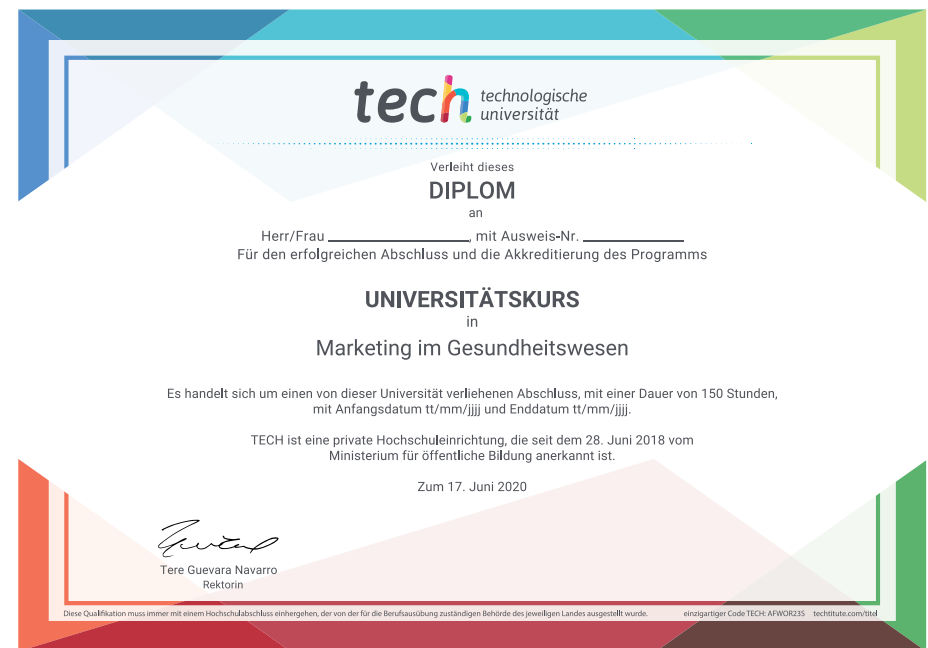 tech technologische
universität
Verleiht dieses
DIPLOM
an
Herr/Frau ____________, mit Ausweis-Nr. ____________
Für den erfolgreichen Abschluss und die Akkreditierung des Programms
UNIVERSITÄTSKURS
in
Marketing im Gesundheitswesen
Es handelt sich um einen von dieser Universität verliehenen Abschluss, mit einer Dauer von 150 Stunden,
mit Anfangsdatum tt/mm/jjjj und Enddatum tt/mm/jjjj.
TECH ist eine private Hochschuleinrichtung, die seit dem 28. Juni 2018 vom
Ministerium für öffentliche Bildung anerkannt ist.
Zum 17. Juni 2020
Tere Guevara Navarro
Rektorin
Diese Qualifikation muss immer mit einem Hochschulabschluss einhergehen, der von der für die Berufsausübung zuständigen Behörde des jeweiligen Landes ausgestellt wurde. einzigartiger Code TECH: AFWOR23S techtitute.com/titel